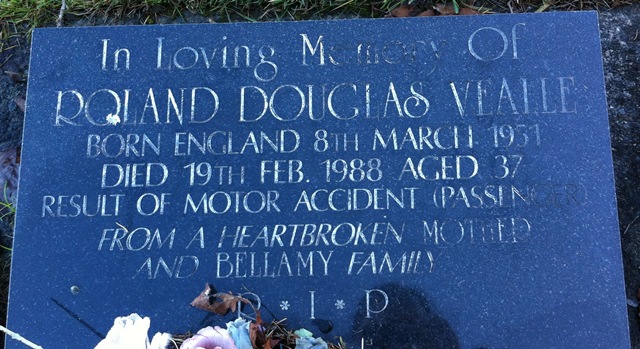 In Loving Memory Of
ROLAND DOUGLAS VEALLE
BORN ENGLAND 8TH MARCH 1951
DIED 19TH FEB. 1988 AGED 37
RESULT OF MOTOR ACCIDENT (PASSENGER)
FROM A HEARTBROKEN MOTHER
AND BELLAMY FAMILY
R * I * P